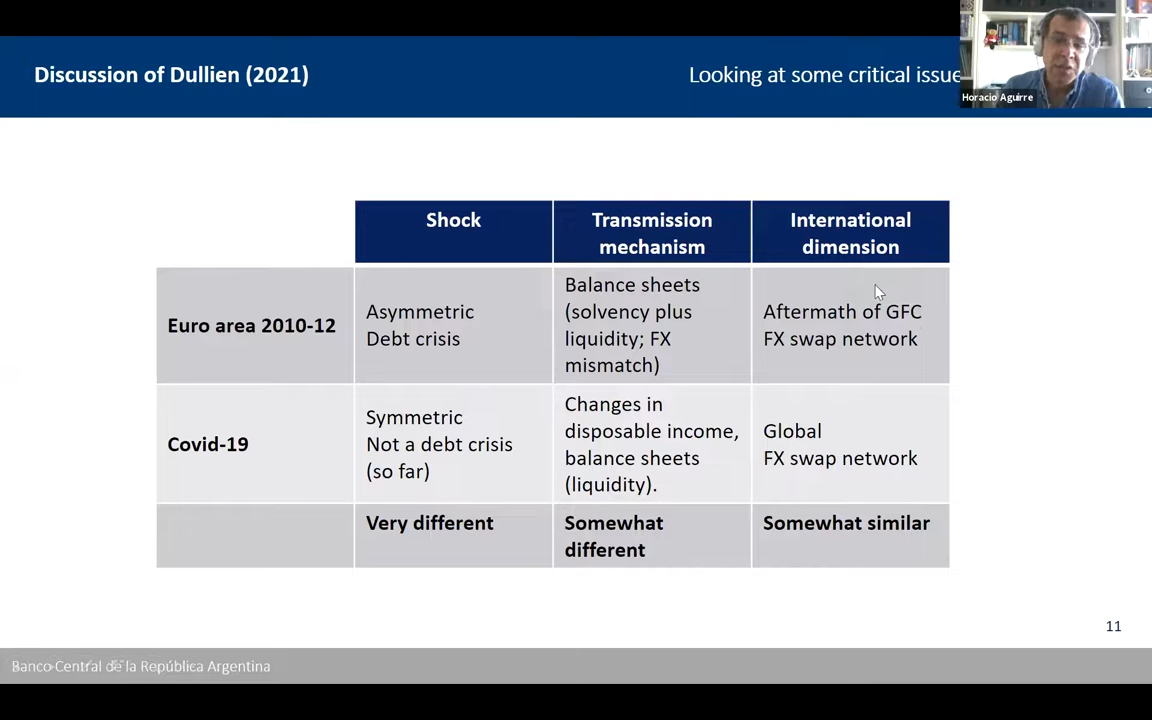 Discussion of Dullien (2021)
Looking at some critical issue
Horacio Aguirre
Shock
Transmission
mechanism
International
dimension
Euro area 2010-12
Asymmetric
Debt crisis
Balance sheets
(solvency plus
liquidity; FX
mismatch)
Aftermath of GFC
FX swap network
Covid-19
Symmetric
Not a debt crisis
(so far)
Changes in
disposable income,
balance sheets
(liquidity).
Global
FX swap network
Very different
Somewhat
different
Somewhat similar
11
Banco Central de la República Argentina